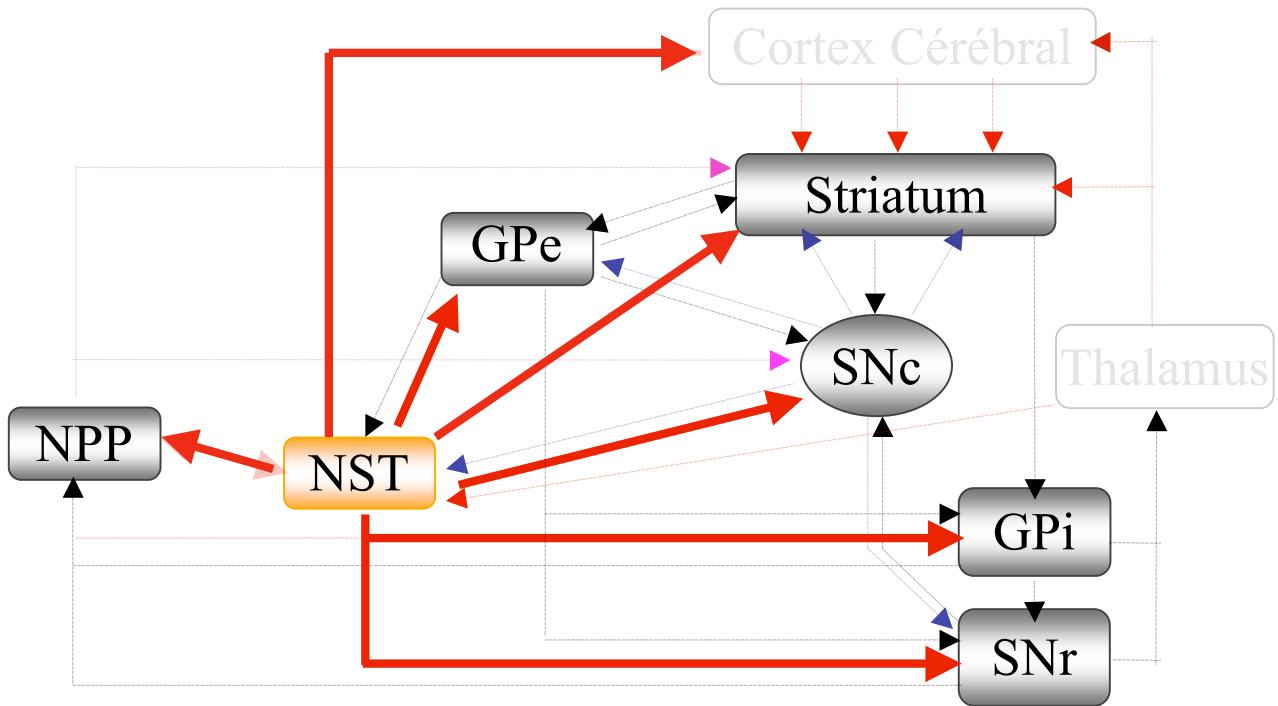 Cortex Cérébral
Striatum
GPe
SNc
Thalamus
NPP
NST
GPi
SNr